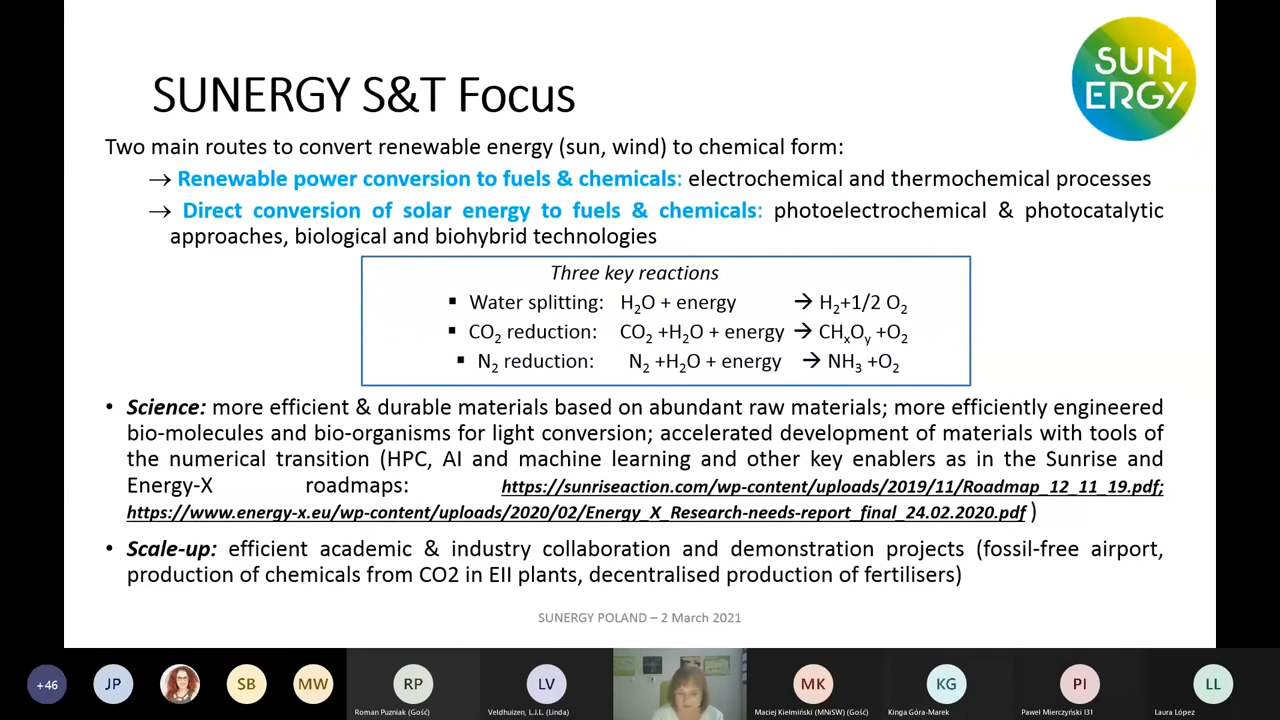 SUN
ERGY
SUNERGY S&T Focus
Two main routes to convert renewable energy (sun, wind) to chemical form:
→ Renewable power conversion to fuels & chemicals: electrochemical and thermochemical processes
→ Direct conversion of solar energy to fuels & chemicals: photoelectrochemical & photocatalytic
approaches, biological and biohybrid technologies
Three key reactions
▪ Water splitting: H₂O + energy → H₂+1/2 O₂
▪ CO₂ reduction: CO₂ +H₂O + energy → CHₓOᵧ +O₂
▪ N₂ reduction: N₂ +H₂O + energy → NH₃ +O₂
• Science: more efficient & durable materials based on abundant raw materials; more efficiently engineered
bio-molecules and bio-organisms for light conversion; accelerated development of materials with tools of
the numerical transition (HPC, AI and machine learning and other key enablers as in the Sunrise and
Energy-X roadmaps: https://sunriseaction.com/wp-content/uploads/2019/11/Roadmap_12_11_19.pdf;
https://www.energy-x.eu/wp-content/uploads/2020/02/Energy_X_Research-needs-report_final_24.02.2020.pdf )
• Scale-up: efficient academic & industry collaboration and demonstration projects (fossil-free airport,
production of chemicals from CO2 in EII plants, decentralised production of fertilisers)
SUNERGY POLAND – 2 March 2021
+46
JP
SB
MW
RP
LV
MK
KG
PI
LL
Roman Puzniak (Gość)
Veldhuizen, L.J.L. (Linda)
Maciej Kiełmiński (MNiSW) (Gość)
Kinga Góra-Marek
Paweł Mierczyński I31
Laura López